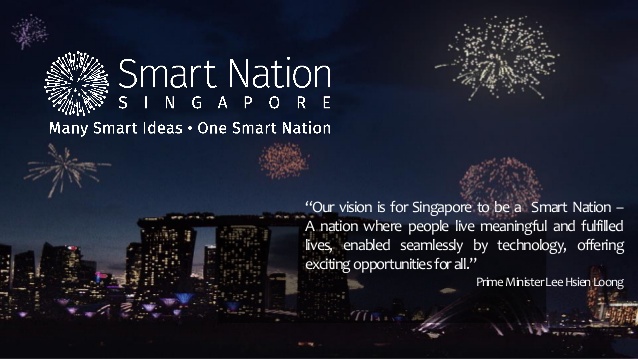 Smart Nation
SINGAPORE
Many Smart Ideas • One Smart Nation
“Our vision is for Singapore to be a Smart Nation –
A nation where people live meaningful and fulfilled
lives, enabled seamlessly by technology, offering
exciting opportunities for all.”
Prime Minister Lee Hsien Loong